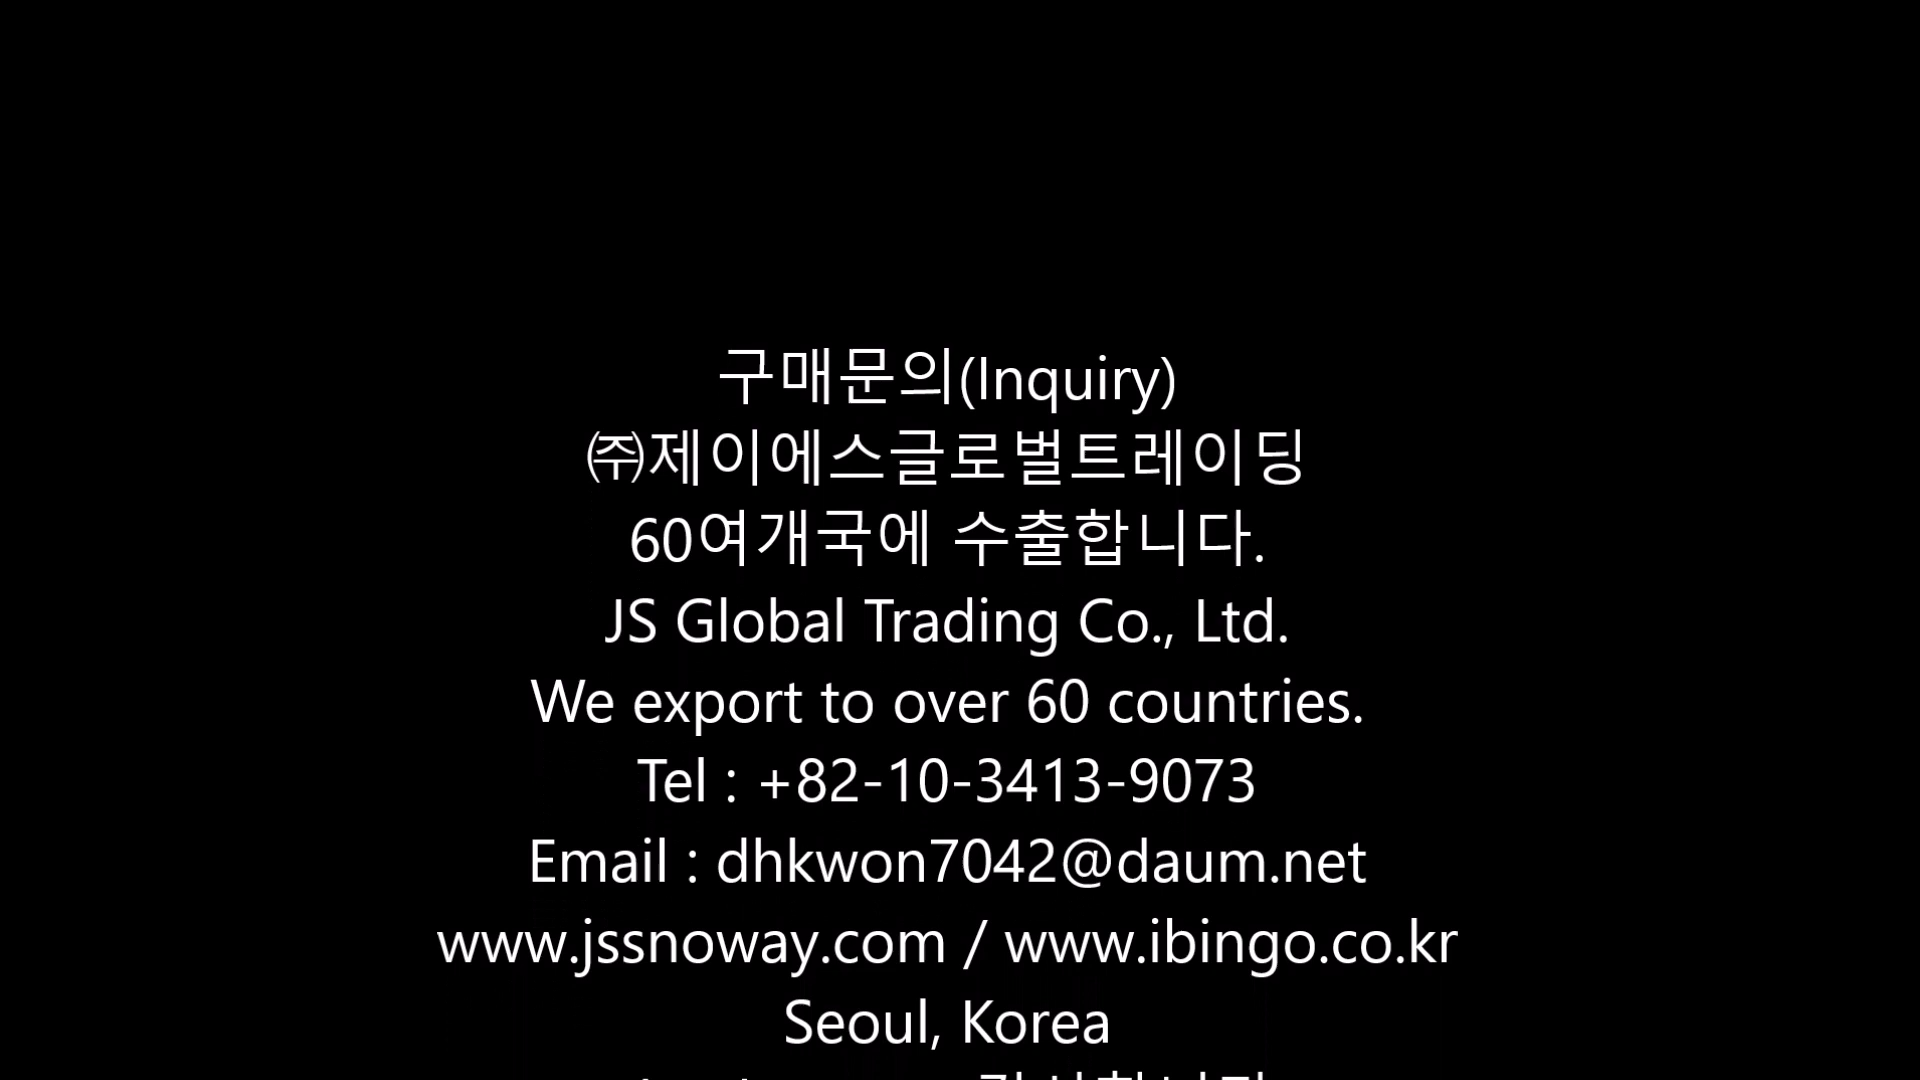 구매문의(Inquiry)
㈜제이에스글로벌트레이딩
60여개국에 수출합니다.
JS Global Trading Co., Ltd.
We export to over 60 countries.
Tel : +82-10-3413-9073
Email : dhkwon7042@daum.net
www.jssnoway.com / www.ibingo.co.kr
Seoul, Korea